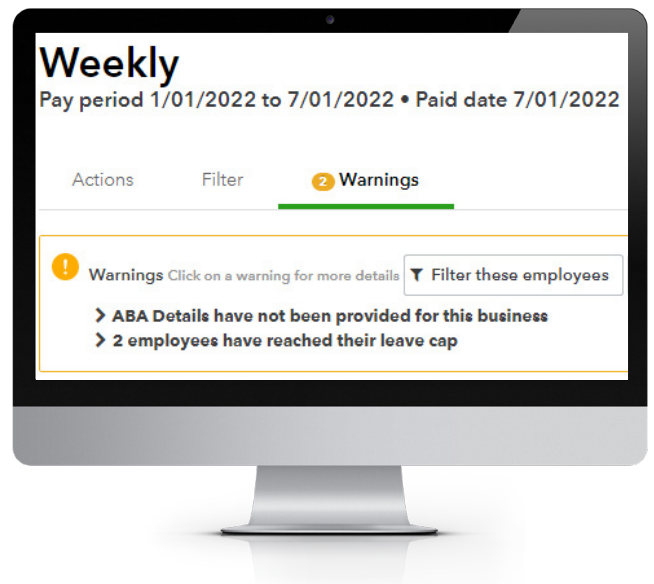 Weekly
Pay period 1/01/2022 to 7/01/2022 • Paid date 7/01/2022
Actions Filter 2 Warnings
! Warnings Click on a warning for more details Filter these employees
> ABA Details have not been provided for this business
> 2 employees have reached their leave cap